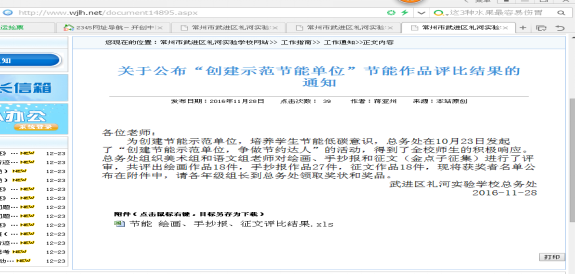 http://www.wjlh.net/document14895.aspx
这3种水果最容易伤胃
2345网址导航－开创中
常州市武进区礼河实验
常州市武进区礼河实验学
常州市武进区礼河实验学
您现在的位置：常州市武进区礼河实验学校网站>> 工作指南>> 工作通知>>正文内容
关于公布“创建示范节能单位”节能作品评比结果的
通知
发布日期：2016年11月28日 点击次数： 39 作者：蒋亚州 来源：本站原创
长信箱
办公
登录
NEW 12-23
NEW 12-23
NEW 12-23
NEW 12-23
12-23
12-23
12-23
NEW 12-23
12-23
各位老师：
为创建节能示范单位，培养学生节能低碳意识，总务处在10月23日发起
了“创建节能示范单位，争做节约达人”的活动，得到了全校师生的积极响应。
总务处组织美术组和语文组老师对绘画、手抄报和征文（金点子征集）进行了评
审，共评出绘画作品18件，手抄报作品27件，征文作品18件，现将获奖者名单公
布在附件中，请各年级组长到总务处领取奖状和奖品。
武进区礼河实验学校总务处
2016-11-28
附件（点击鼠标右键，目标另存为下载）
节能 绘画、手抄报、征文评比结果.xls
打印